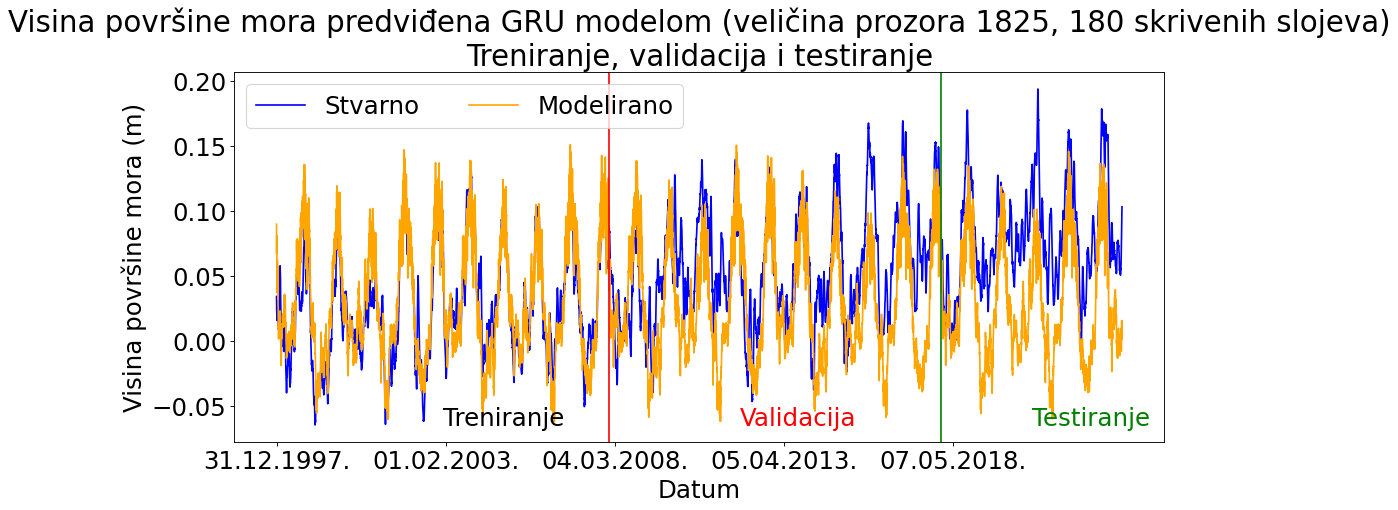 Visina površine mora predviđena GRU modelom (veličina prozora 1825, 180 skrivenih slojeva)
Treniranje, validacija i testiranje
Visina površine mora (m)
0.20
0.15
0.10
0.05
0.00
−0.05
Stvarno
Modelirano
Treniranje
Validacija
Testiranje
31.12.1997.
01.02.2003.
04.03.2008.
05.04.2013.
07.05.2018.
Datum